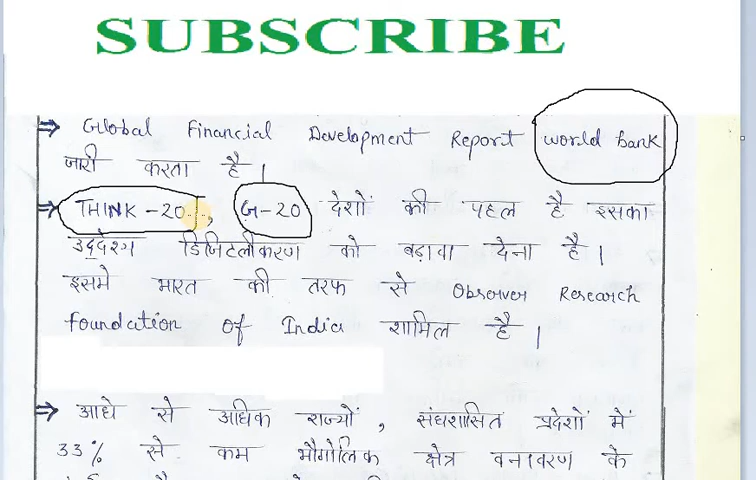 SUBSCRIBE
⇒ Global Financial Development Report World bank
जारी करता है।
⇒ THINK-20, G-20 देशों की पहल है इसका
उद्देश्य डिजिटलीकरण को बढ़ावा देना है।
इसमे भारत की तरफ से Observer Research
foundation of India शामिल है।
⇒ आधे से अधिक राज्यों, संघशासित प्रदेशों में
33% से कम भौगोलिक क्षेत्र वनावरण के